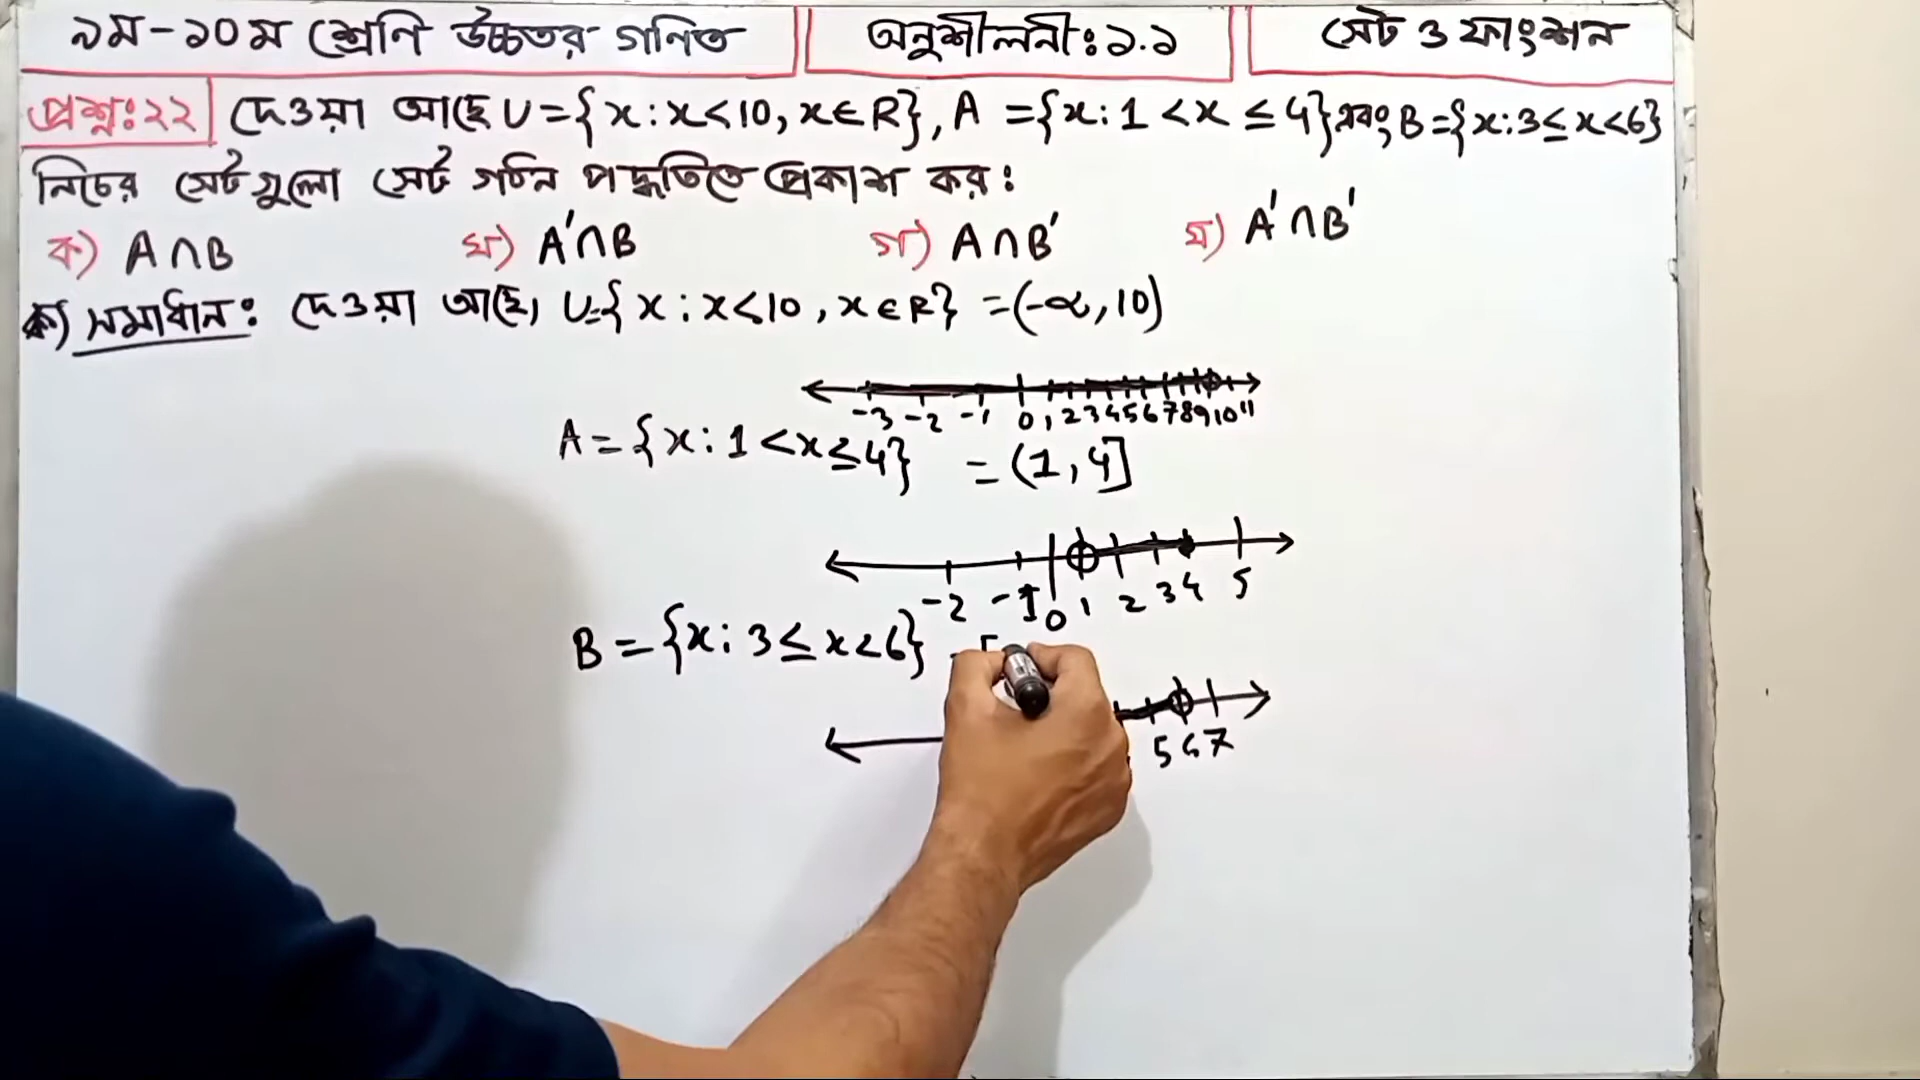 ৯ম-১০ম শ্রেণি উচ্চতর গনিত
অনুশীলনী: ১.১
সেট ও ফাংশন
প্রশ্ন: ২২ দেওয়া আছে U={x:x<10, x∈R}, A ={x: 1 <x ≤ 4} এবং B={x:3≤x<6}
নিচের সেটগুলো সেট গঠন পদ্ধতিতে প্রকাশ কর:
ক) A∩B খ) A'∩B গ) A∩B' ঘ) A'∩B'
ক) সমাধান: দেওয়া আছে, U={x:x<10, x∈R} =(-∝, 10)
-3 -2 -1 0 1 2 3 4 5 6 7 8 9 10 11
A={x: 1<x≤4} = (1, 4]
-2 -1 0 1 2 3 4 5
B={x: 3≤x<6} = [
5 6 7